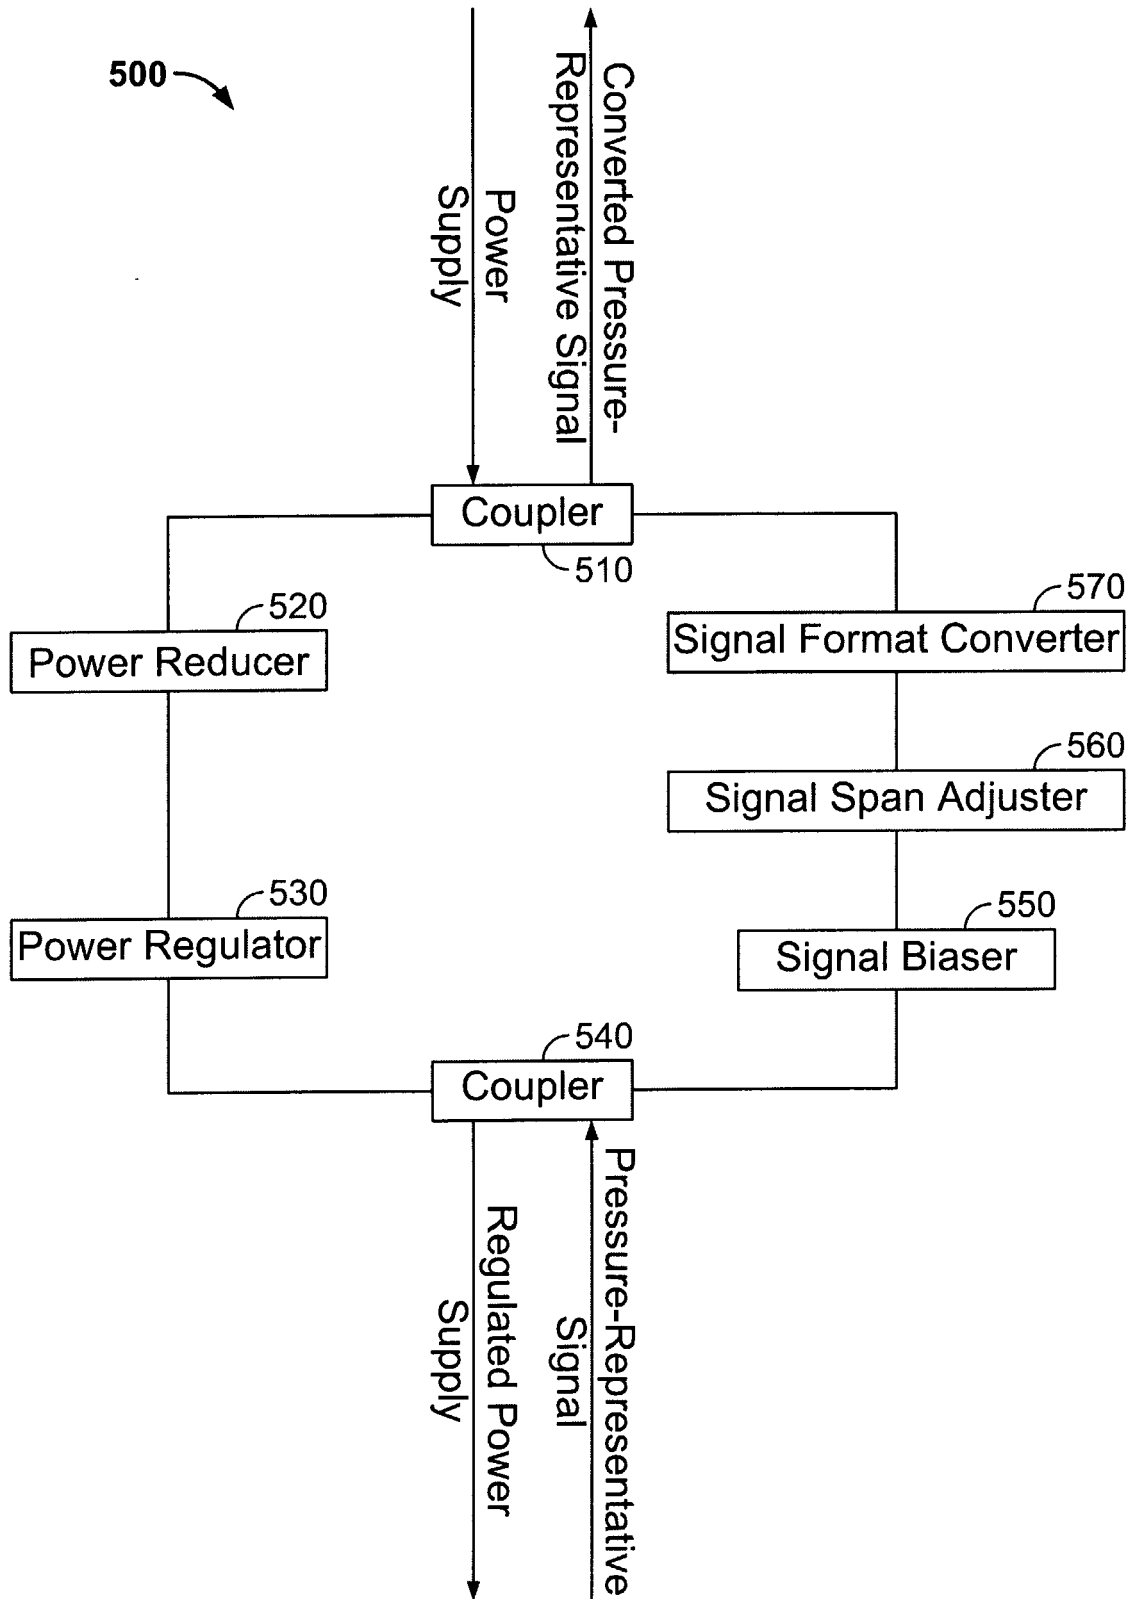 500
Converted Pressure-
Representative Signal
Power
Supply
Coupler
510
520
Power Reducer
570
Signal Format Converter
560
Signal Span Adjuster
530
Power Regulator
550
Signal Biaser
540
Coupler
Pressure-Representative
Signal
Regulated Power
Supply